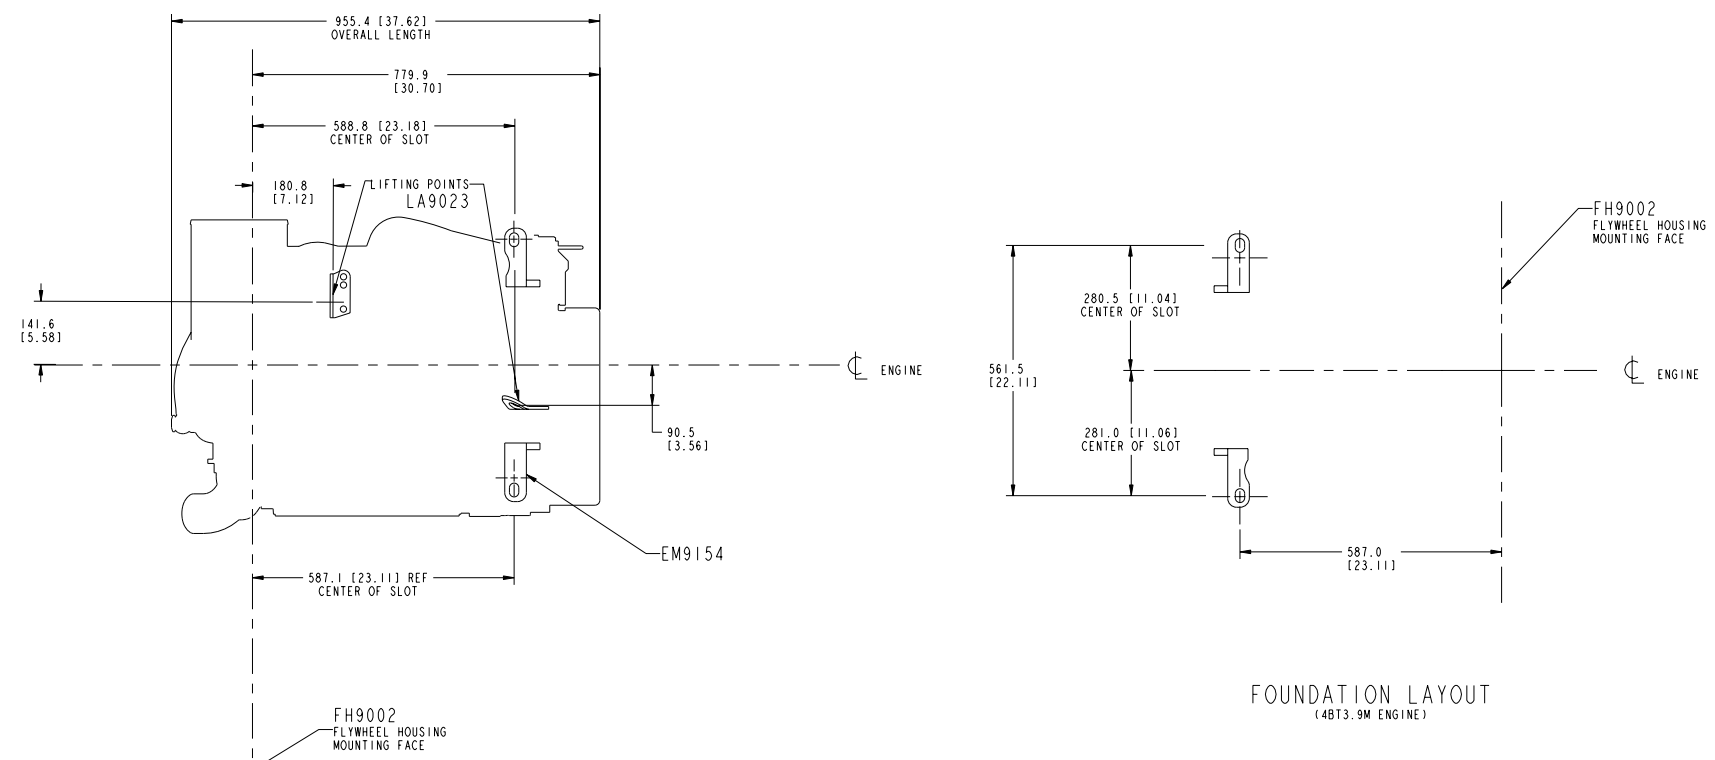 955.4 [37.62]
OVERALL LENGTH
779.9
[30.70]
588.8 [23.18]
CENTER OF SLOT
180.8
[7.12]
LIFTING POINTS
LA9023
141.6
[5.58]
ENGINE
90.5
[3.56]
EM9154
587.1 [23.11] REF
CENTER OF SLOT
FH9002
FLYWHEEL HOUSING
MOUNTING FACE
FH9002
FLYWHEEL HOUSING
MOUNTING FACE
280.5 [11.04]
CENTER OF SLOT
561.5
[22.11]
ENGINE
281.0 [11.06]
CENTER OF SLOT
587.0
[23.11]
FOUNDATION LAYOUT
(4BT3.9M ENGINE)